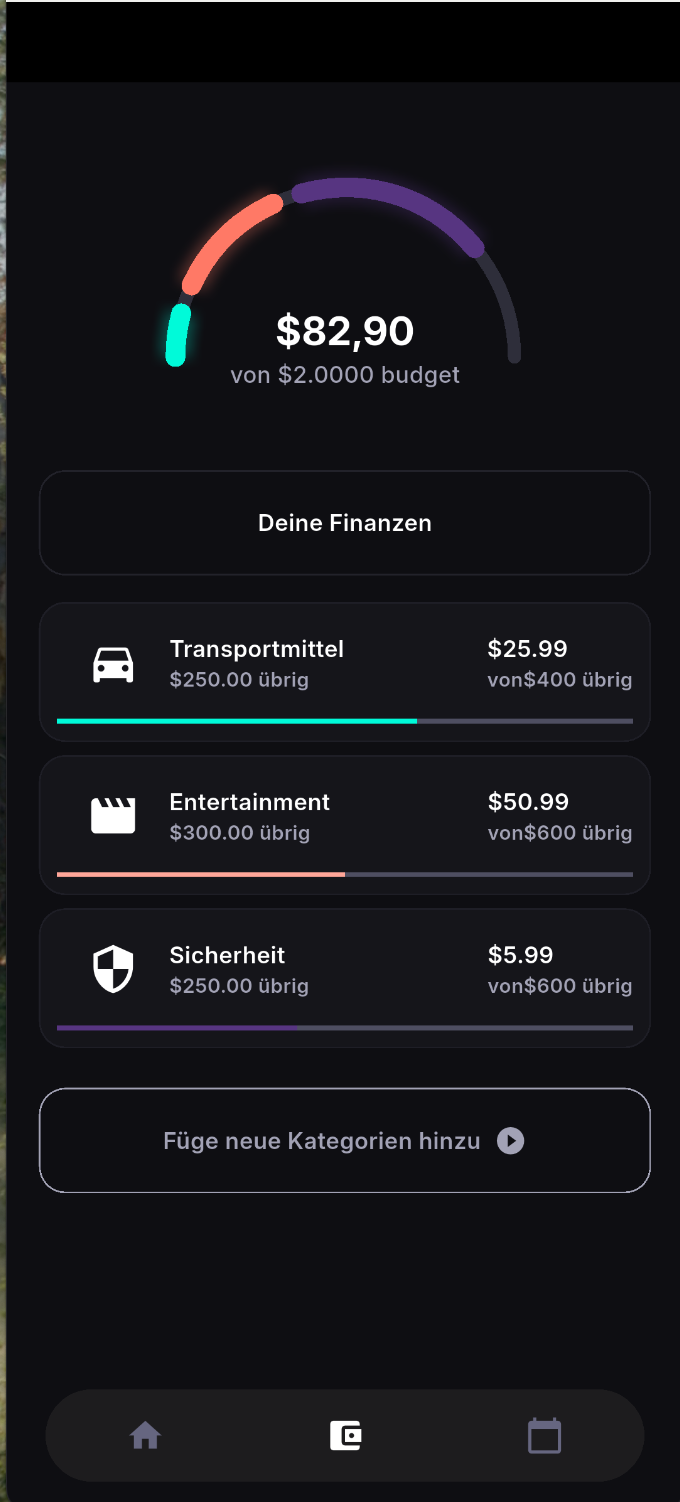 $82,90
von $2.0000 budget
Deine Finanzen
Transportmittel
$25.99
$250.00 übrig
von$400 übrig
Entertainment
$50.99
$300.00 übrig
von$600 übrig
Sicherheit
$5.99
$250.00 übrig
von$600 übrig
Füge neue Kategorien hinzu